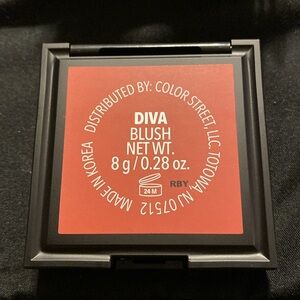 DIVA
BLUSH
NET WT.
8 g / 0.28 oz.
24 M
RBY
MADE IN KOREA DISTRIBUTED BY: COLOR STREET, LLC. TOTOWA, NJ 07512